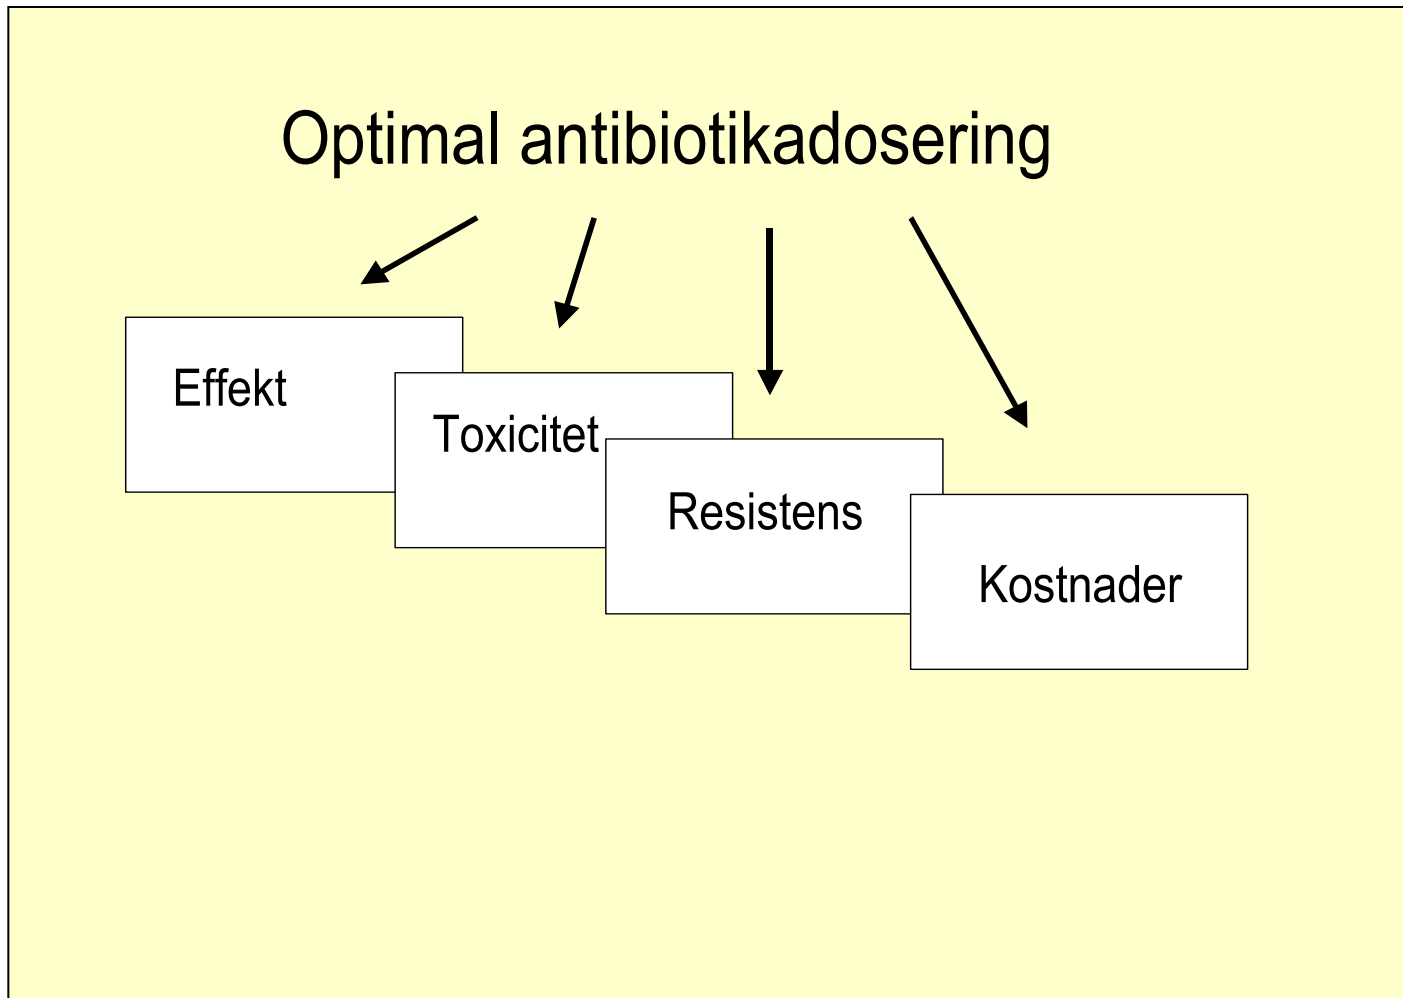 Optimal antibiotikadosering
Effekt
Toxicitet
Resistens
Kostnader